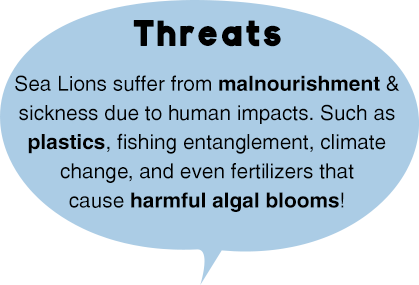 Threats
Sea Lions suffer from malnourishment &
sickness due to human impacts. Such as
plastics, fishing entanglement, climate
change, and even fertilizers that
cause harmful algal blooms!